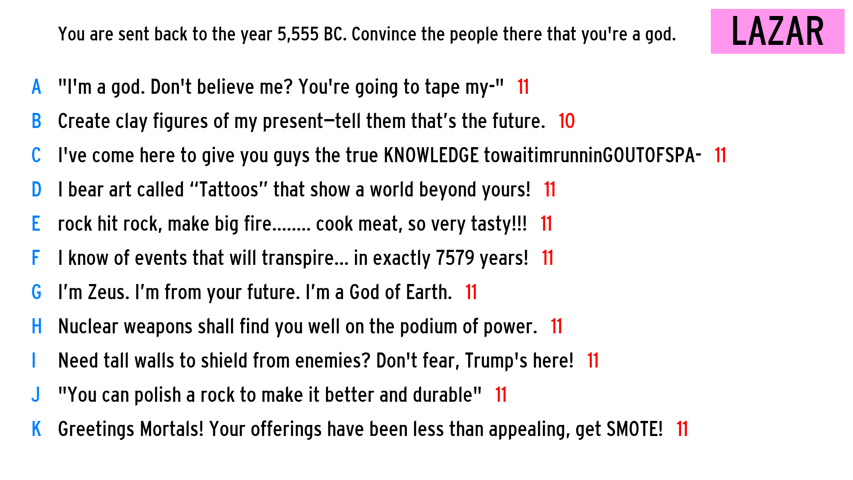 You are sent back to the year 5,555 BC. Convince the people there that you're a god.
LAZAR
A "I'm a god. Don't believe me? You're going to tape my-" 11
B Create clay figures of my present—tell them that’s the future. 10
C I've come here to give you guys the true KNOWLEDGE towaitimrunninGOUTOFSPA- 11
D I bear art called “Tattoos” that show a world beyond yours! 11
E rock hit rock, make big fire........ cook meat, so very tasty!!! 11
F I know of events that will transpire... in exactly 7579 years! 11
G I’m Zeus. I’m from your future. I’m a God of Earth. 11
H Nuclear weapons shall find you well on the podium of power. 11
I Need tall walls to shield from enemies? Don't fear, Trump's here! 11
J "You can polish a rock to make it better and durable" 11
K Greetings Mortals! Your offerings have been less than appealing, get SMOTE! 11